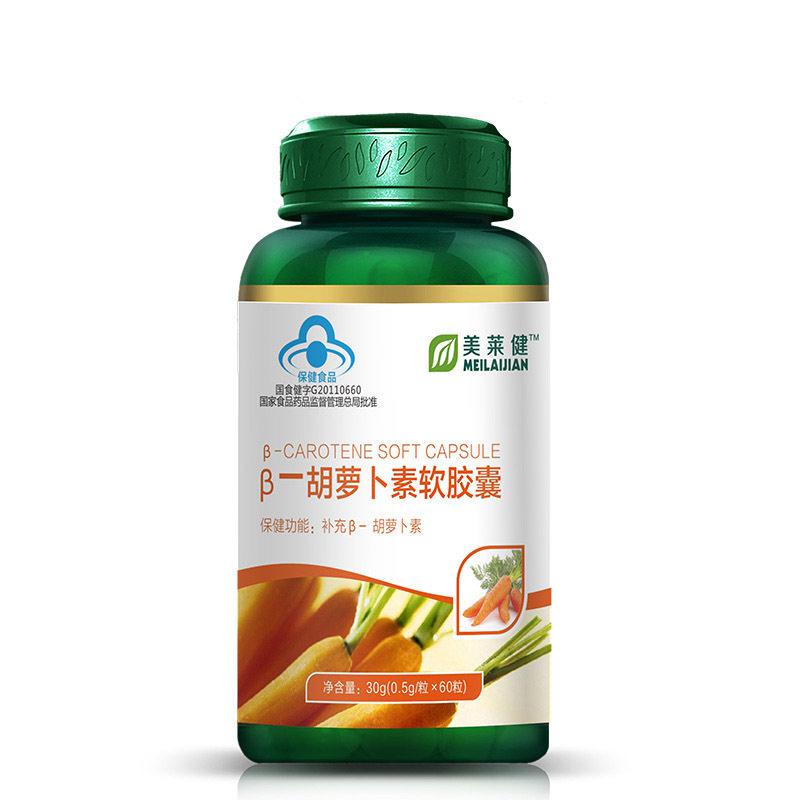 保健食品
国食健字G20110660
国家食品药品监督管理总局批准
美莱健™
MEILAIJIAN
β-CAROTENE SOFT CAPSULE
β一胡萝卜素软胶囊
保健功能：补充β- 胡萝卜素
净含量：30g(0.5g/粒×60粒)